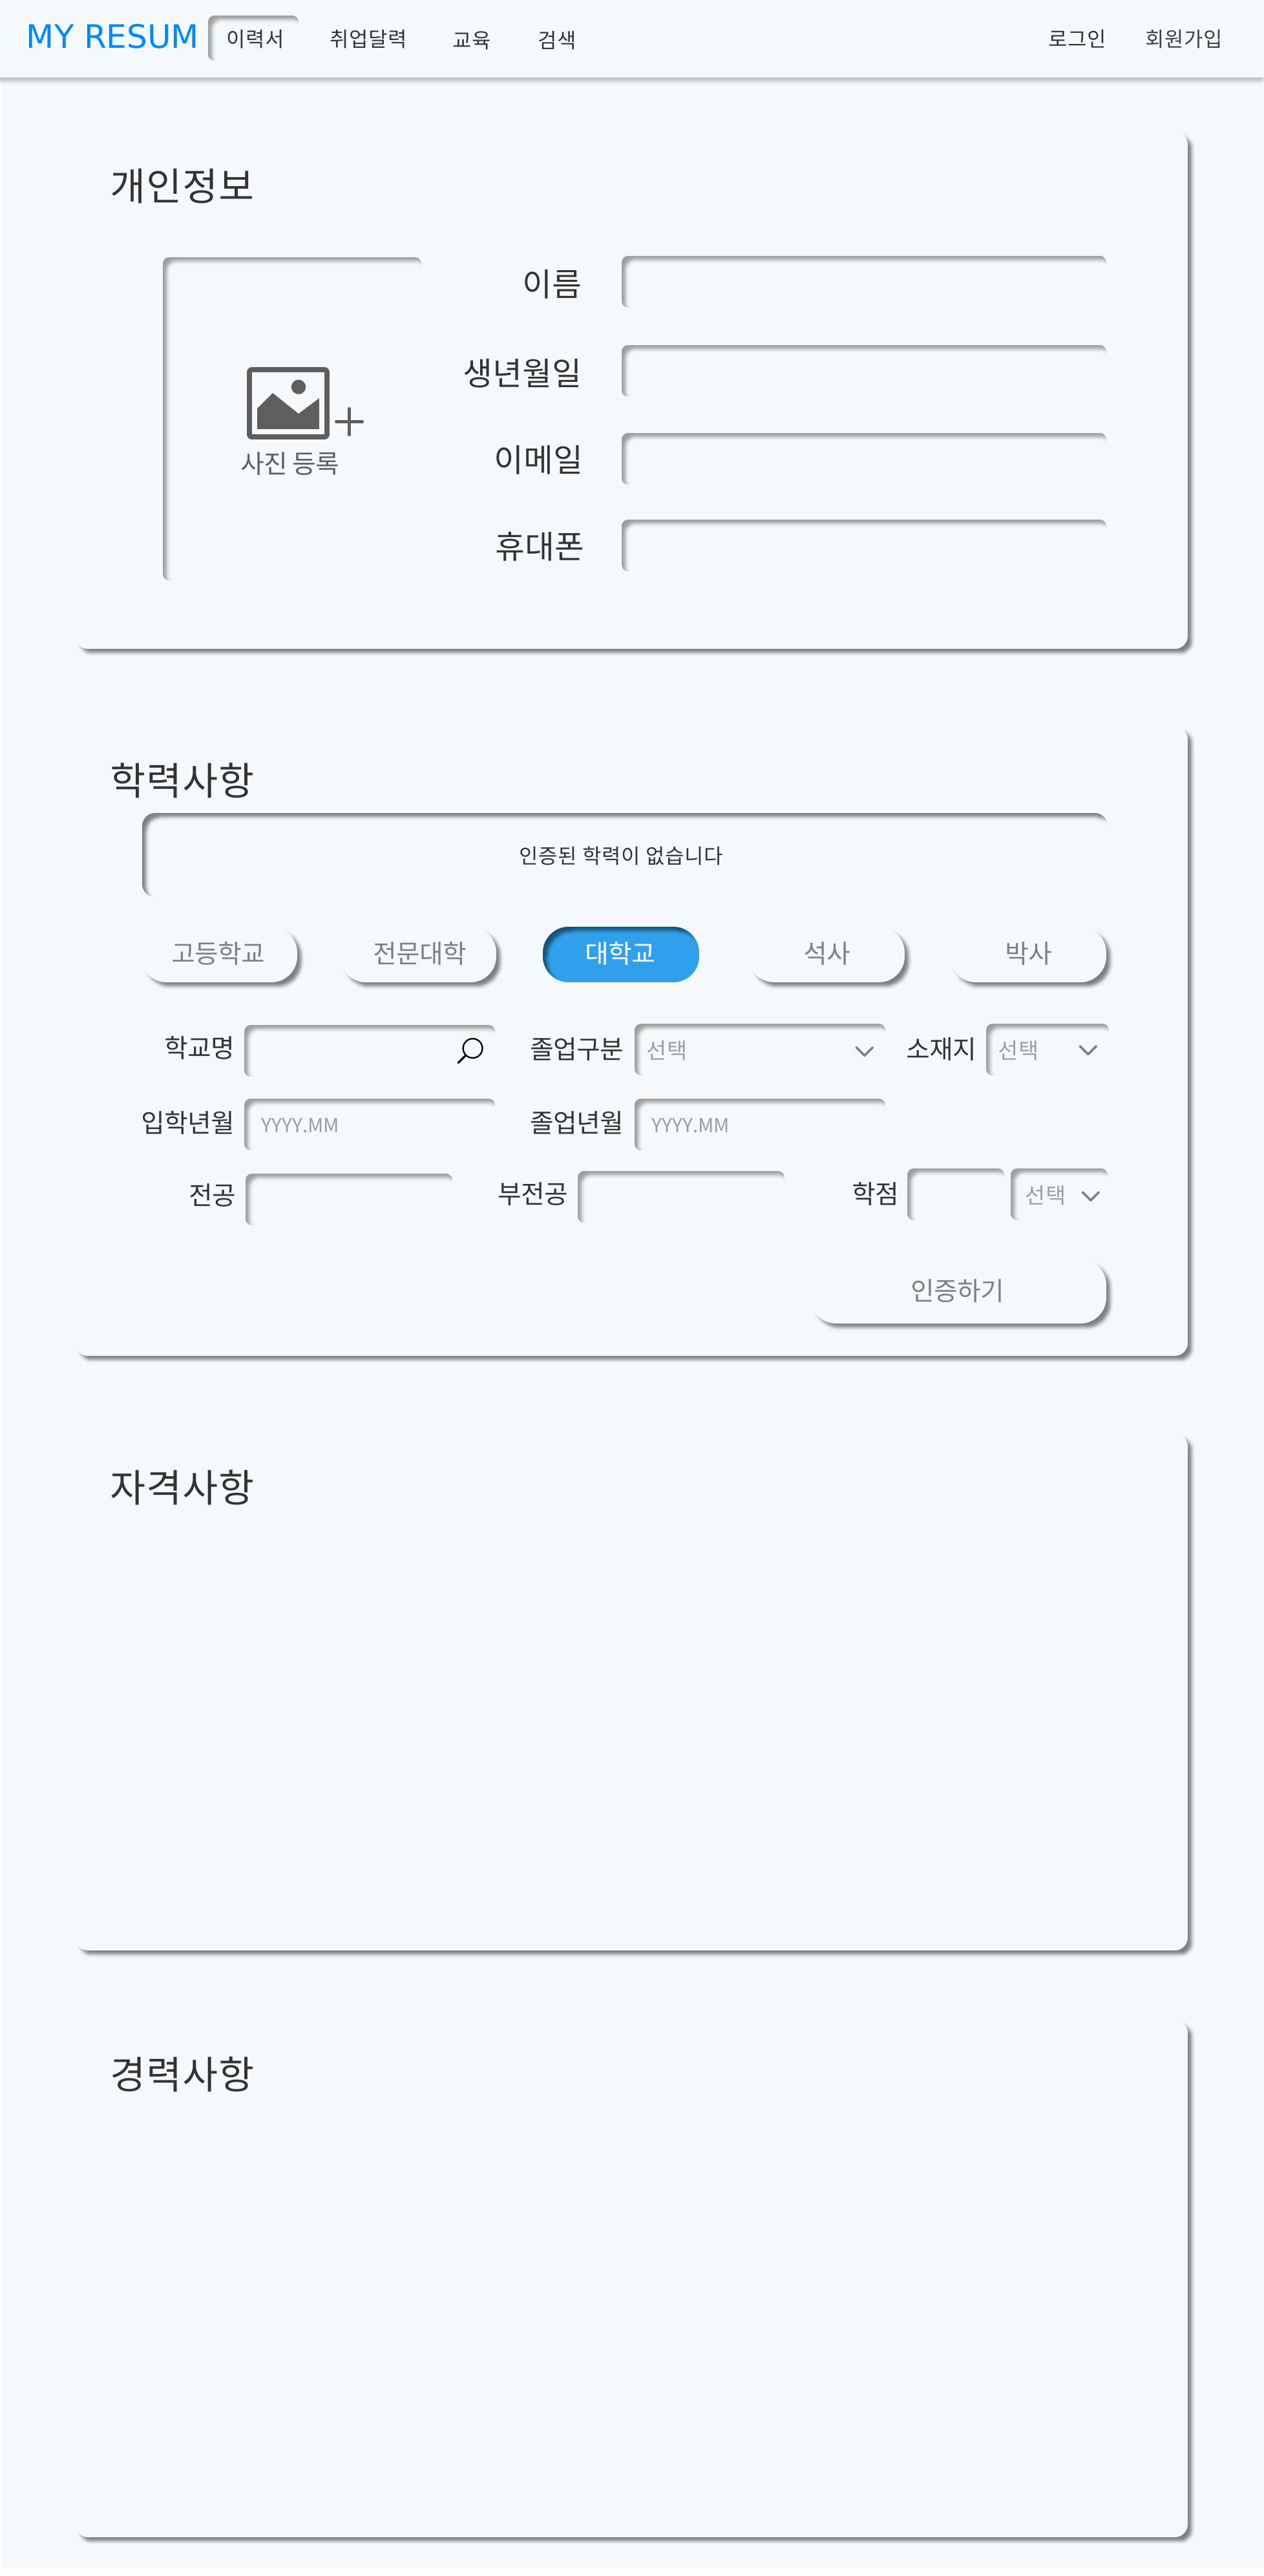 MY RESUM 이력서 취업달력 교육 검색 로그인 회원가입
개인정보
이름
생년월일
사진 등록
이메일
휴대폰
학력사항
인증된 학력이 없습니다
고등학교 전문대학 대학교 석사 박사
학교명 졸업구분 선택 소재지 선택
입학년월 YYYY.MM 졸업년월 YYYY.MM
전공 부전공 학점 선택
인증하기
자격사항
경력사항